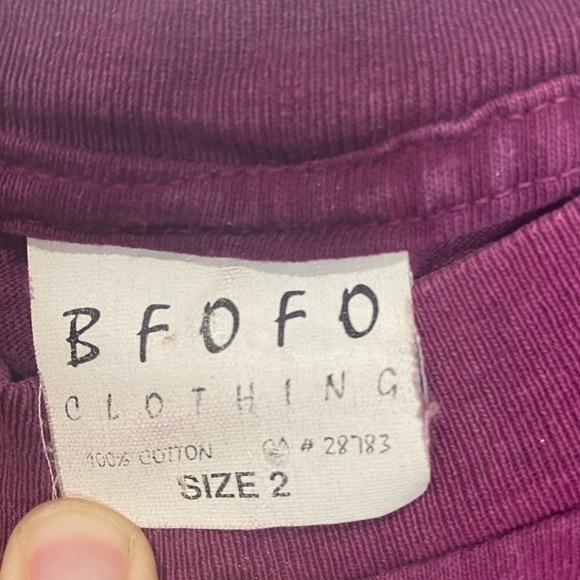 BFOFO
CLOTHING
100% COTTON CA # 28783
SIZE 2